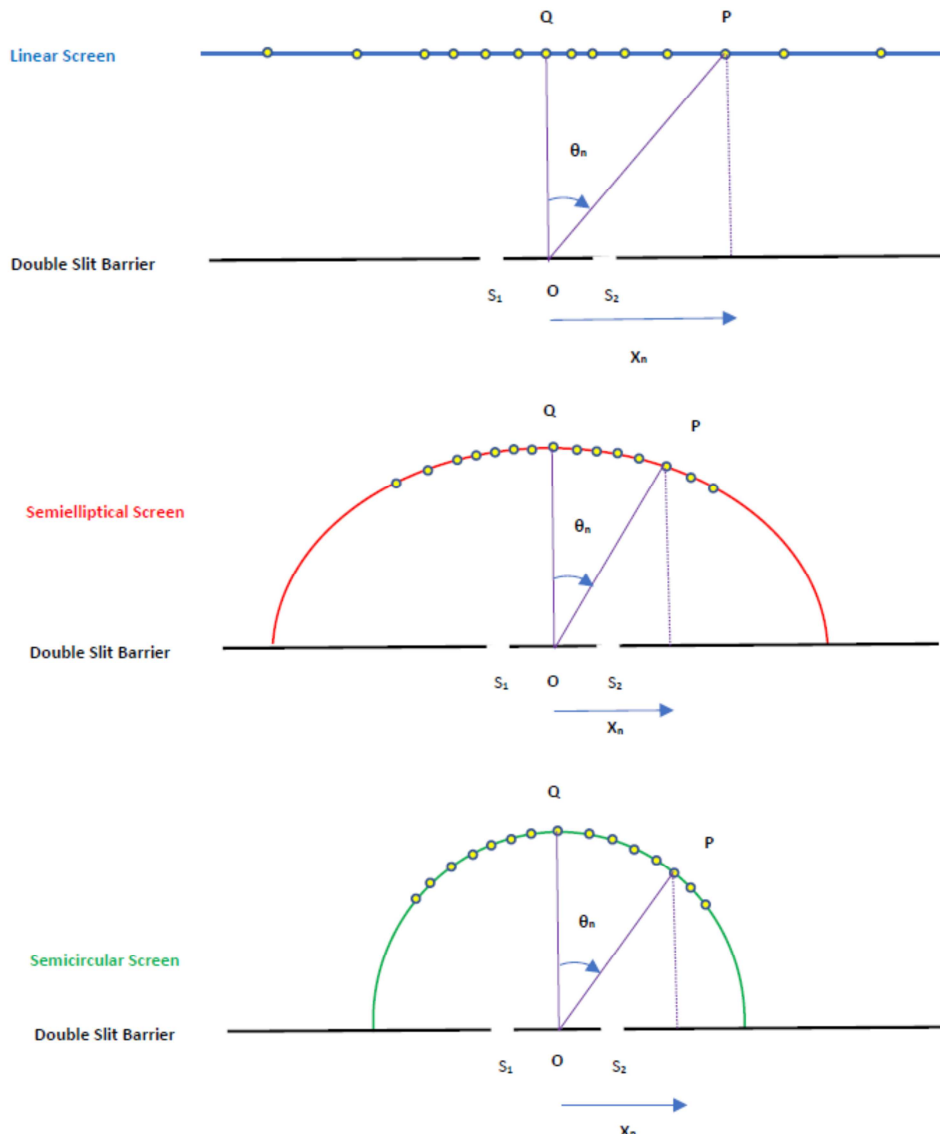 Q P
Linear Screen
θₙ
Double Slit Barrier
S₁ O S₂
Xₙ
Q
P
Semielliptical Screen
θₙ
Double Slit Barrier
S₁ O S₂
Xₙ
Q
P
θₙ
Semicircular Screen
Double Slit Barrier
S₁ O S₂
Xₙ